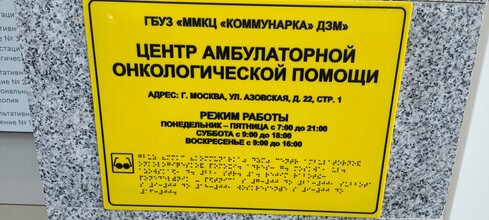 ГБУЗ «ММКЦ «КОММУНАРКА» ДЗМ»
ЦЕНТР АМБУЛАТОРНОЙ
ОНКОЛОГИЧЕСКОЙ ПОМОЩИ
АДРЕС: Г. МОСКВА, УЛ. АЗОВСКАЯ, Д. 22, СТР. 1
РЕЖИМ РАБОТЫ
ПОНЕДЕЛЬНИК – ПЯТНИЦА с 7:00 до 21:00
СУББОТА с 9:00 до 18:00
ВОСКРЕСЕНЬЕ с 9:00 до 16:00